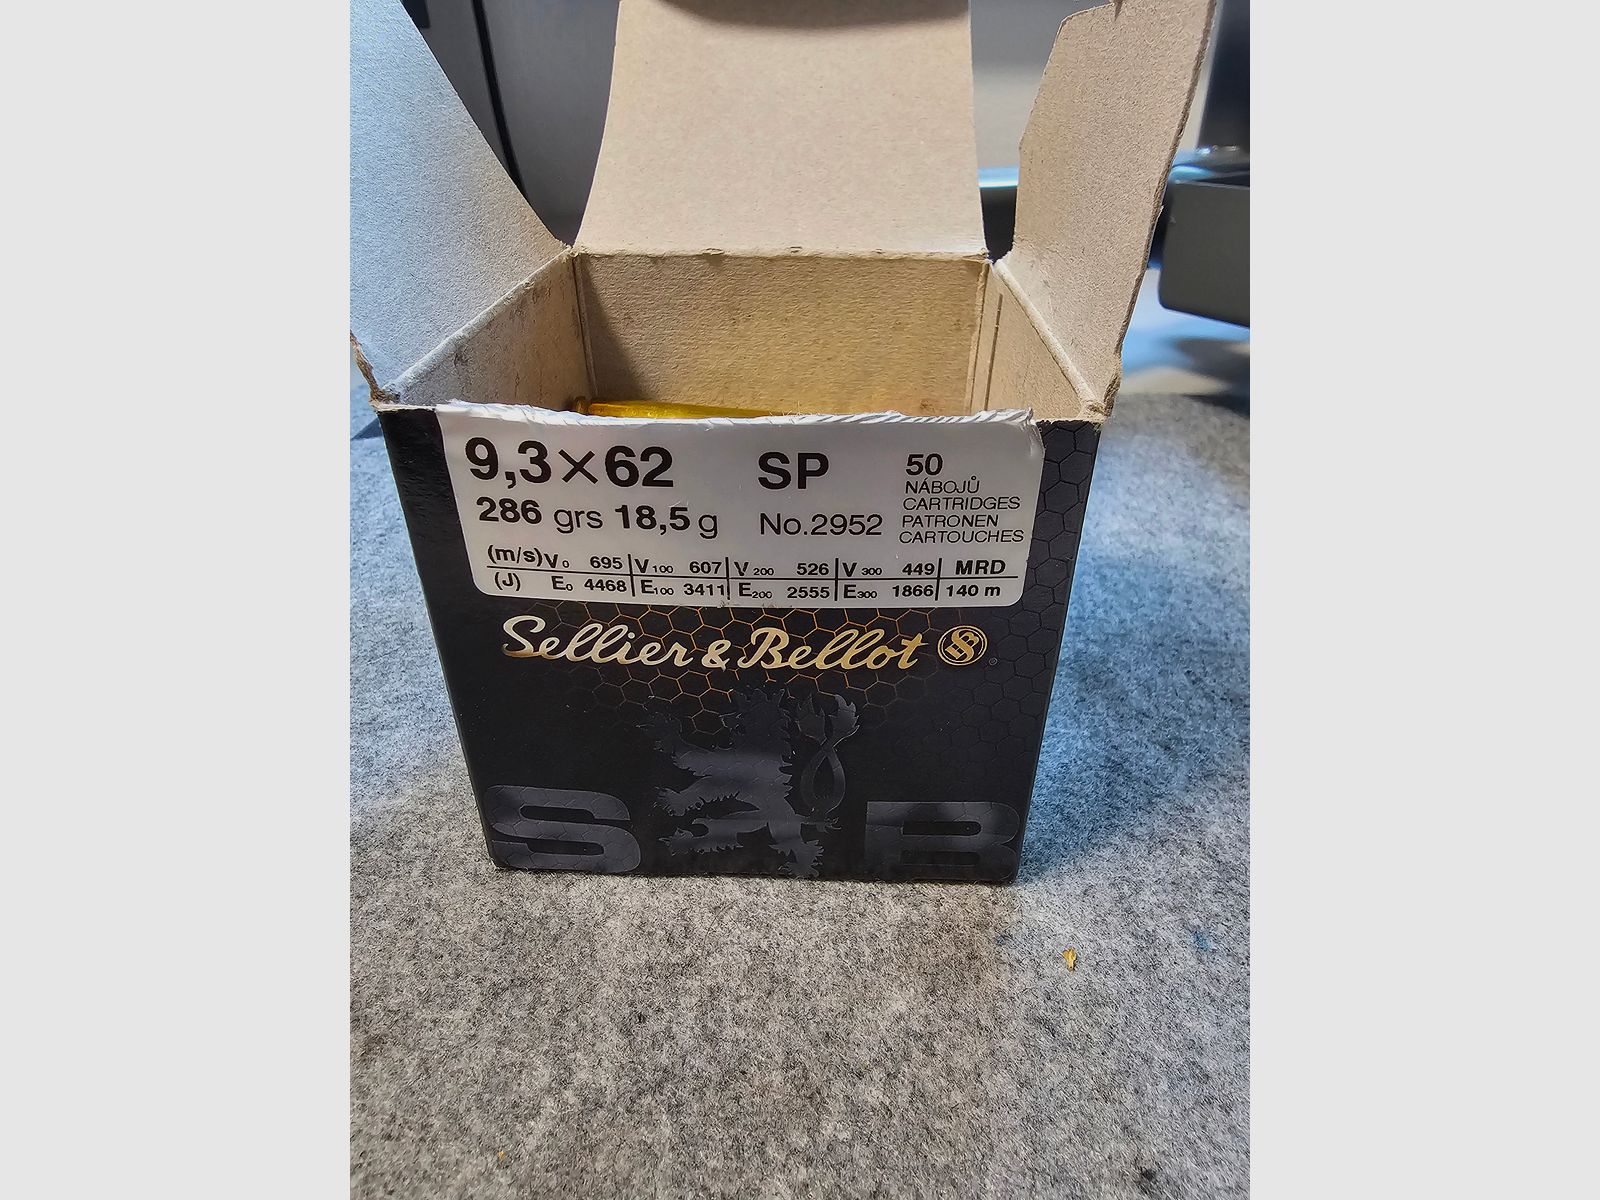 9,3×62 SP 50
NÁBOJŮ
286 grs 18,5 g No.2952 CARTRIDGES
PATRONEN
CARTOUCHES
(m/s) V0 695 V100 607 V200 526 V300 449 MRD
(J) E0 4468 E100 3411 E200 2555 E300 1866 140 m
Sellier & Bellot SB
S B